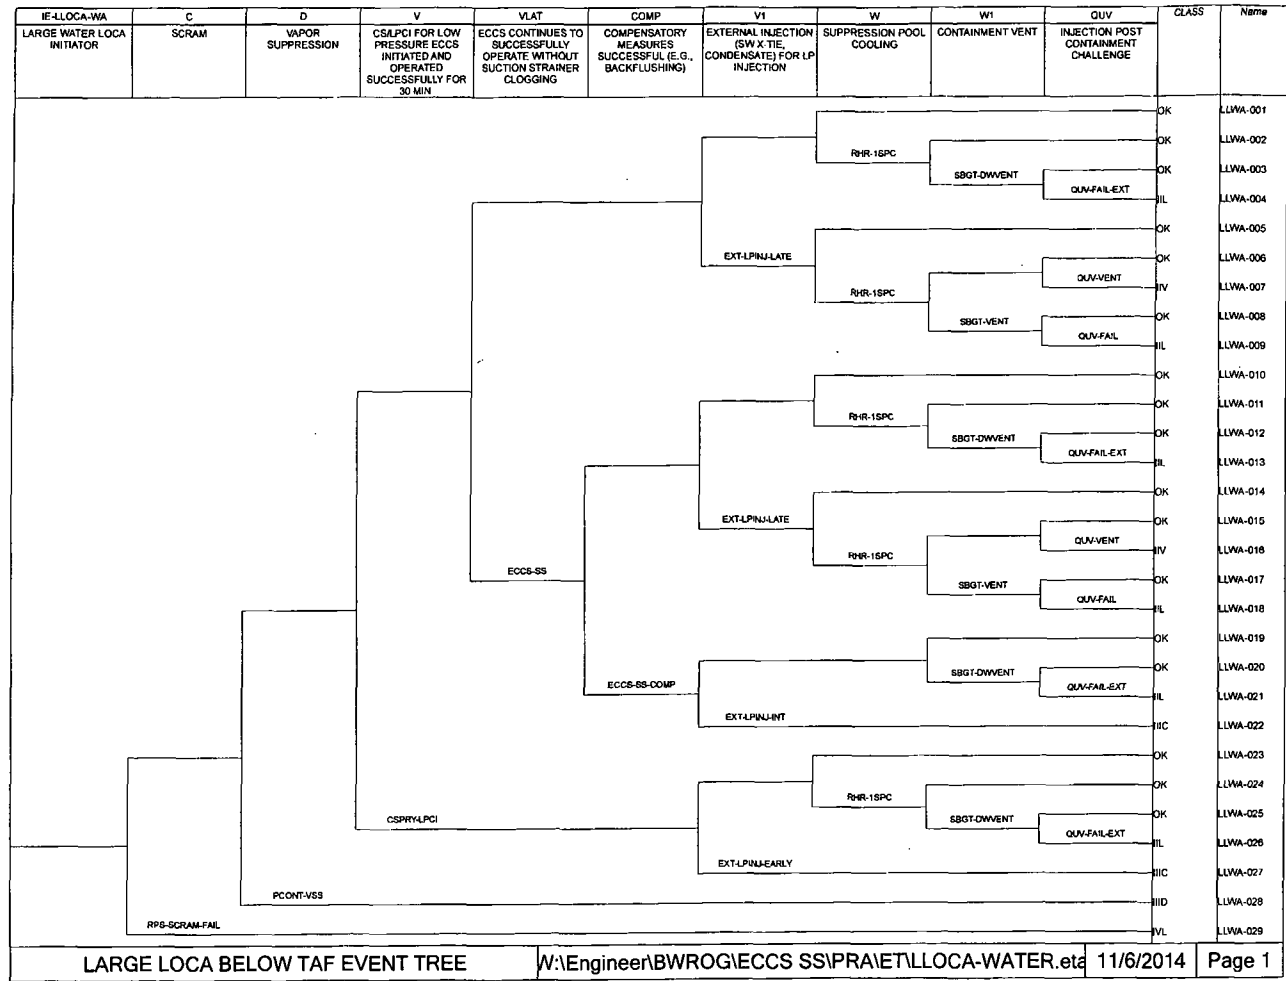 IE-LLOCA-WA
C
D
V
VLAT
COMP
V1
W
W1
QUV
CLASS
Name
LARGE WATER LOCA
INITIATOR
SCRAM
VAPOR
SUPPRESSION
CS/LPCI FOR LOW
PRESSURE ECCS
INITIATED AND
OPERATED
SUCCESSFULLY FOR
30 MIN
ECCS CONTINUES TO
SUCCESSFULLY
OPERATE WITHOUT
SUCTION STRAINER
CLOGGING
COMPENSATORY
MEASURES
SUCCESSFUL (E.G.,
BACKFLUSHING)
EXTERNAL INJECTION
(SW X-TIE,
CONDENSATE) FOR LP
INJECTION
SUPPRESSION POOL
COOLING
CONTAINMENT VENT
INJECTION POST
CONTAINMENT
CHALLENGE
OK LLWA-001
OK LLWA-002
RHR-1SPC
OK LLWA-003
SBGT-DWVENT
QUV-FAIL-EXT
IIL LLWA-004
OK LLWA-005
EXT-LPINJ-LATE
OK LLWA-006
QUV-VENT
IIV LLWA-007
RHR-1SPC
OK LLWA-008
SBGT-VENT
QUV-FAIL
IIL LLWA-009
OK LLWA-010
OK LLWA-011
RHR-1SPC
OK LLWA-012
SBGT-DWVENT
QUV-FAIL-EXT
IIL LLWA-013
OK LLWA-014
EXT-LPINJ-LATE
OK LLWA-015
QUV-VENT
IIV LLWA-016
RHR-1SPC
ECCS-SS
OK LLWA-017
SBGT-VENT
QUV-FAIL
IIL LLWA-018
OK LLWA-019
OK LLWA-020
SBGT-DWVENT
ECCS-SS-COMP
QUV-FAIL-EXT
IIL LLWA-021
EXT-LPINJ-INT
IIIC LLWA-022
OK LLWA-023
OK LLWA-024
RHR-1SPC
OK LLWA-025
CSPRY-LPCI
SBGT-DWVENT
QUV-FAIL-EXT
IIL LLWA-026
EXT-LPINJ-EARLY
IIIC LLWA-027
PCONT-VSS
IIID LLWA-028
RPS-SCRAM-FAIL
IVL LLWA-029
LARGE LOCA BELOW TAF EVENT TREE
W:\Engineer\BWROG\ECCS SS\PRA\ET\LLOCA-WATER.eta
11/6/2014
Page 1